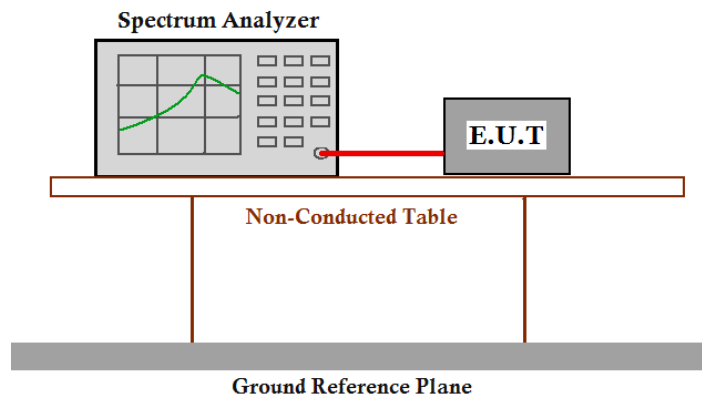 Spectrum Analyzer
E.U.T
Non-Conducted Table
Ground Reference Plane